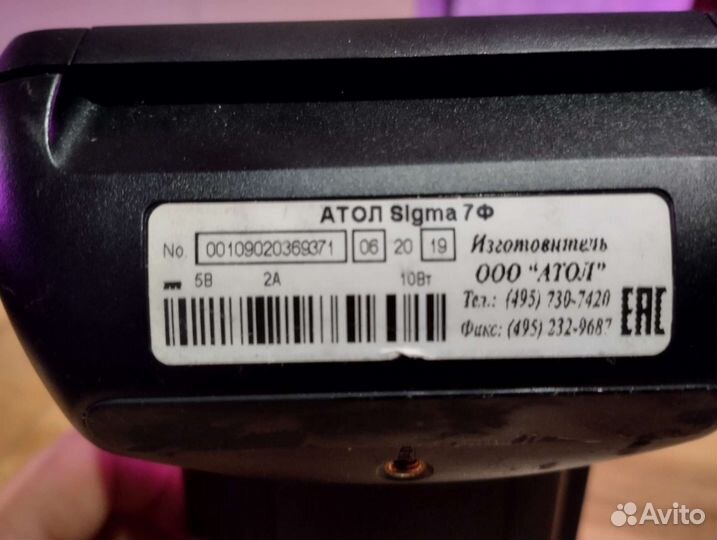 АТОЛ Sigma 7Ф
No. 00109020369371 06 20 19
5В 2А 10Вт
Изготовитель
ООО "АТОЛ"
Тел.: (495) 730-7420
Факс: (495) 232-9687
EAC
Avito